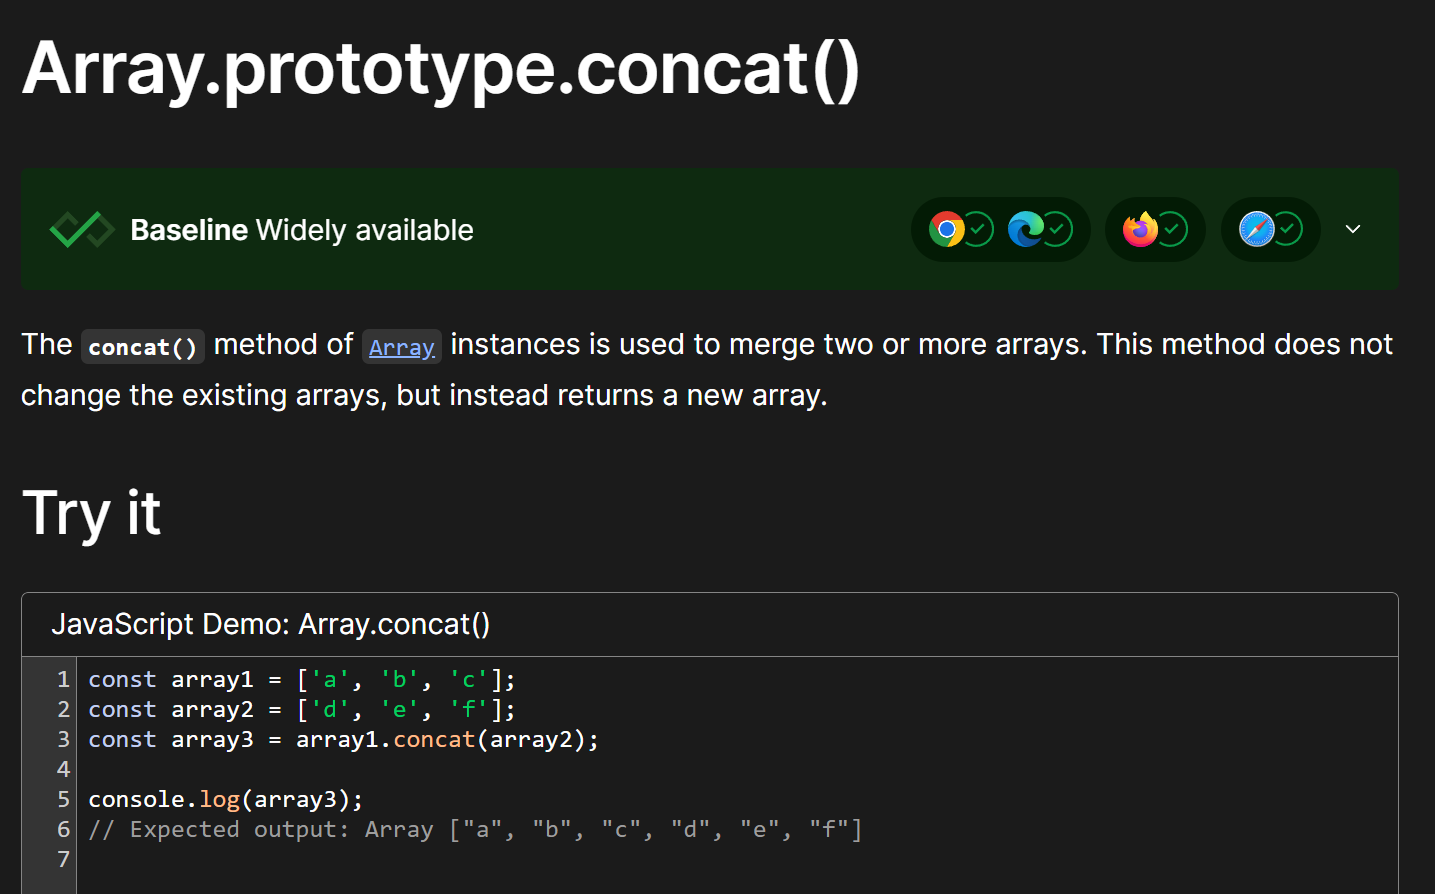 Array.prototype.concat()
Baseline Widely available
The concat() method of Array instances is used to merge two or more arrays. This method does not
change the existing arrays, but instead returns a new array.
Try it
JavaScript Demo: Array.concat()
1 const array1 = ['a', 'b', 'c'];
2 const array2 = ['d', 'e', 'f'];
3 const array3 = array1.concat(array2);
4
5 console.log(array3);
6 // Expected output: Array ["a", "b", "c", "d", "e", "f"]
7